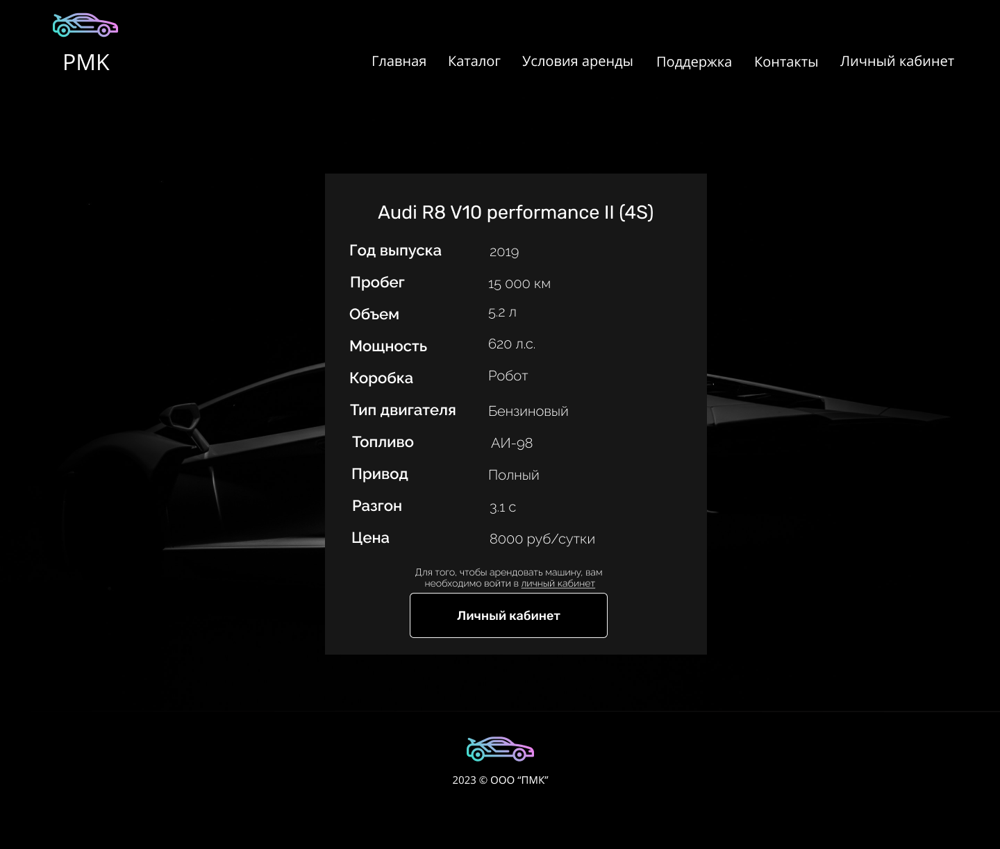 PMK
Главная Каталог Условия аренды Поддержка Контакты Личный кабинет
Audi R8 V10 performance II (4S)
Год выпуска 2019
Пробег 15 000 км
Объем 5.2 л
Мощность 620 л.с.
Коробка Робот
Тип двигателя Бензиновый
Топливо АИ-98
Привод Полный
Разгон 3.1 с
Цена 8000 руб/сутки
Для того, чтобы арендовать машину, вам
необходимо войти в личный кабинет
Личный кабинет
2023 © ООО “ПМК”